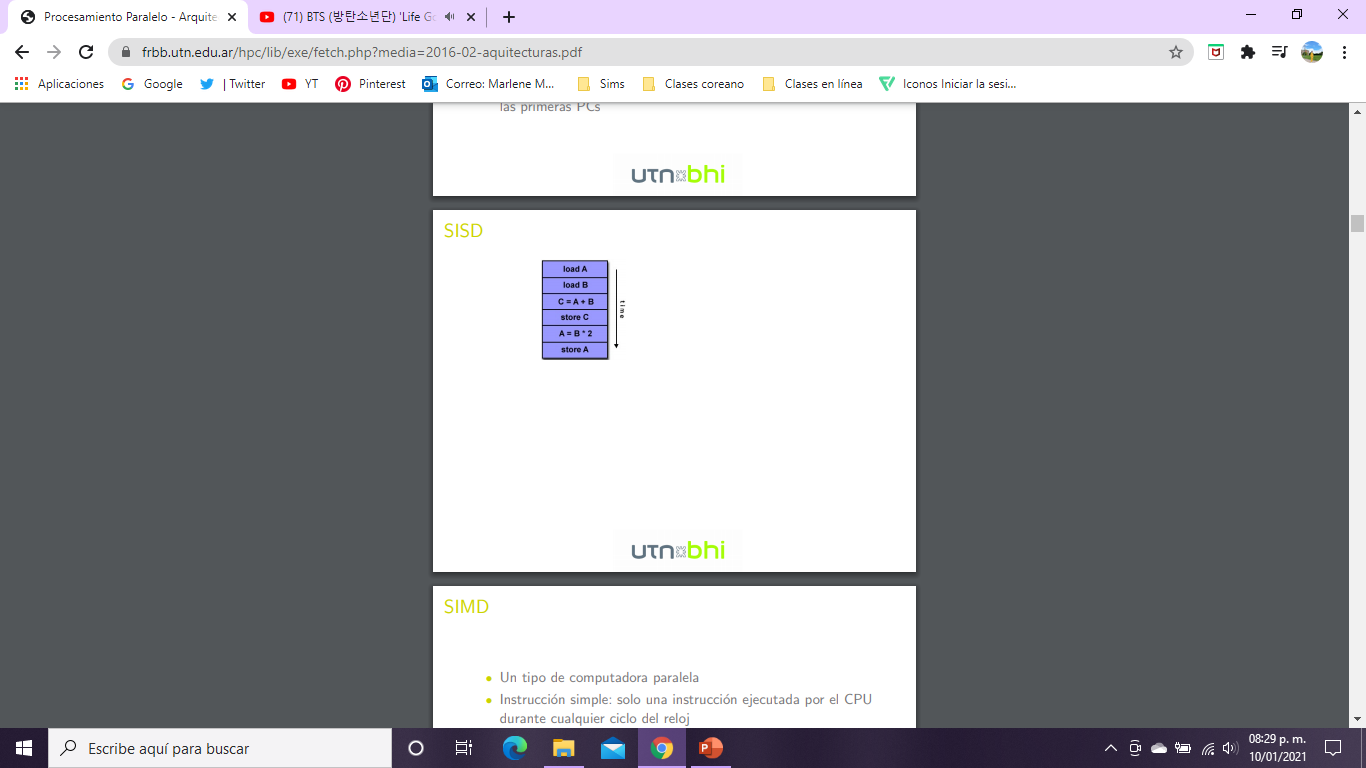 Procesamiento Paralelo - Arquite
(71) BTS (방탄소년단) 'Life Go
frbb.utn.edu.ar/hpc/lib/exe/fetch.php?media=2016-02-aquitecturas.pdf
Aplicaciones
Google
| Twitter
YT
Pinterest
Correo: Marlene M...
Sims
Clases coreano
Clases en línea
Iconos Iniciar la sesi...
las primeras PCs
utn bhi
SISD
load A
load B
C = A + B
store C
A = B * 2
store A
time
utn bhi
SIMD
• Un tipo de computadora paralela
• Instrucción simple: solo una instrucción ejecutada por el CPU
durante cualquier ciclo del reloj
Escribe aquí para buscar
08:29 p. m.
10/01/2021